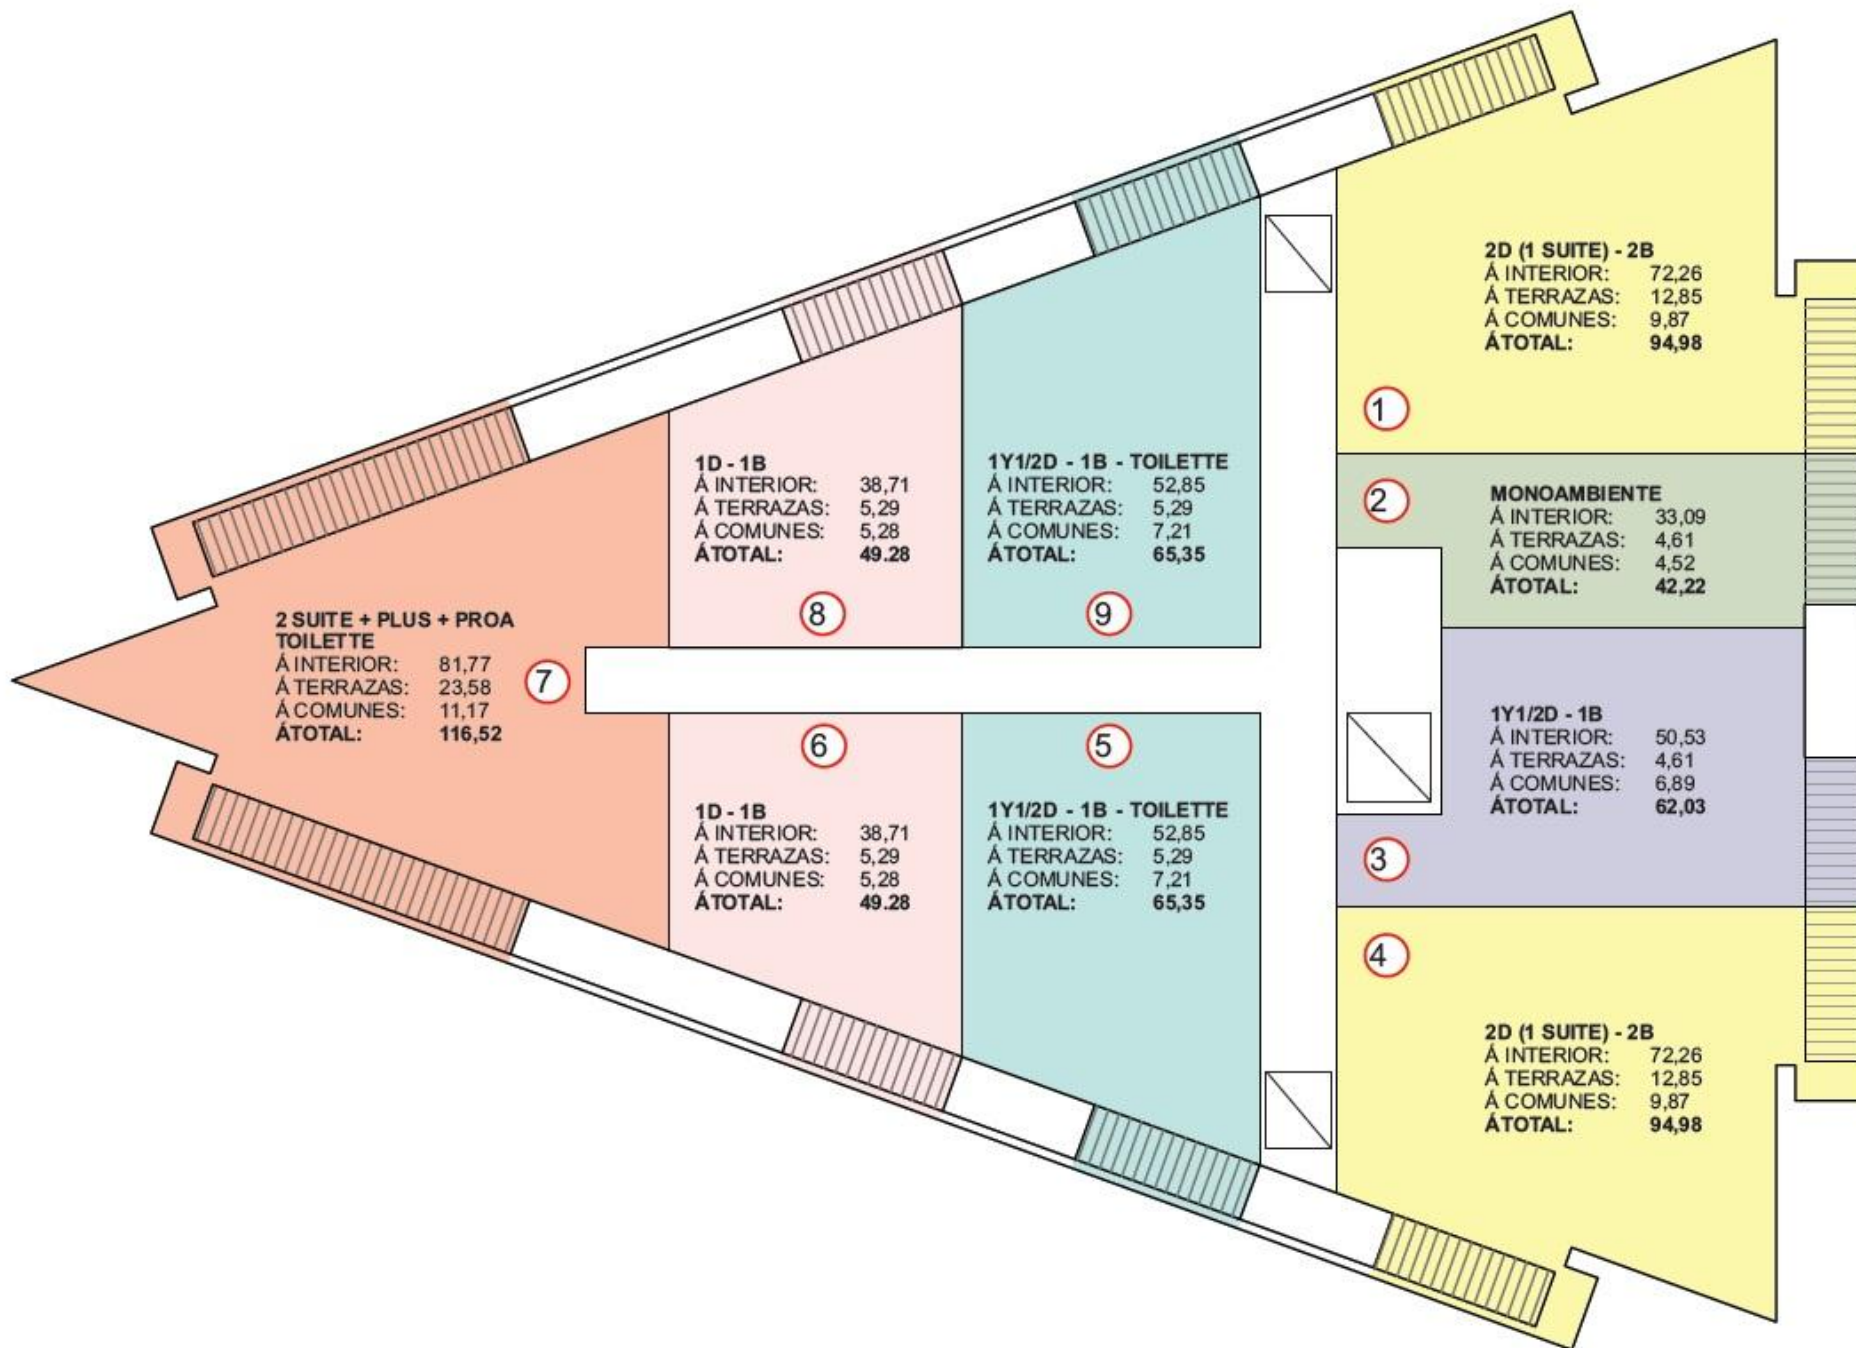 2D (1 SUITE) - 2B
Á INTERIOR: 72,26
Á TERRAZAS: 12,85
Á COMUNES: 9,87
ÁTOTAL: 94,98
1
2
MONOAMBIENTE
Á INTERIOR: 33,09
Á TERRAZAS: 4,61
Á COMUNES: 4,52
ÁTOTAL: 42,22
1D - 1B
Á INTERIOR: 38,71
Á TERRAZAS: 5,29
Á COMUNES: 5,28
ÁTOTAL: 49.28
8
1Y1/2D - 1B - TOILETTE
Á INTERIOR: 52,85
Á TERRAZAS: 5,29
Á COMUNES: 7,21
ÁTOTAL: 65,35
9
2 SUITE + PLUS + PROA
TOILETTE
Á INTERIOR: 81,77
Á TERRAZAS: 23,58
Á COMUNES: 11,17
ÁTOTAL: 116,52
7
6
1D - 1B
Á INTERIOR: 38,71
Á TERRAZAS: 5,29
Á COMUNES: 5,28
ÁTOTAL: 49.28
5
1Y1/2D - 1B - TOILETTE
Á INTERIOR: 52,85
Á TERRAZAS: 5,29
Á COMUNES: 7,21
ÁTOTAL: 65,35
1Y1/2D - 1B
Á INTERIOR: 50,53
Á TERRAZAS: 4,61
Á COMUNES: 6,89
ÁTOTAL: 62,03
3
4
2D (1 SUITE) - 2B
Á INTERIOR: 72,26
Á TERRAZAS: 12,85
Á COMUNES: 9,87
ÁTOTAL: 94,98